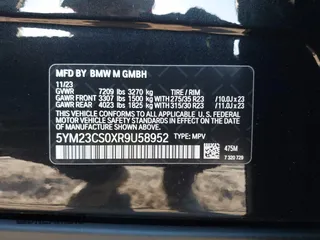 MFD BY BMW M GMBH
11/23
GVWR 7209 lbs 3270 kg TIRE / RIM
GAWR FRONT 3307 lbs 1500 kg 275/35 R23 /10.0J x 23
GAWR REAR 4023 lbs 1825 kg 315/30 R23 /11.0J x 23
5YM23CS0XR9U58952 TYPE: MPV
THIS VEHICLE CONFORMS TO ALL APPLICABLE
U.S. FEDERAL MOTOR VEHICLE SAFETY
STANDARDS IN EFFECT ON THE DATE OF
MANUFACTURE SHOWN ABOVE.
475M
7 320 729